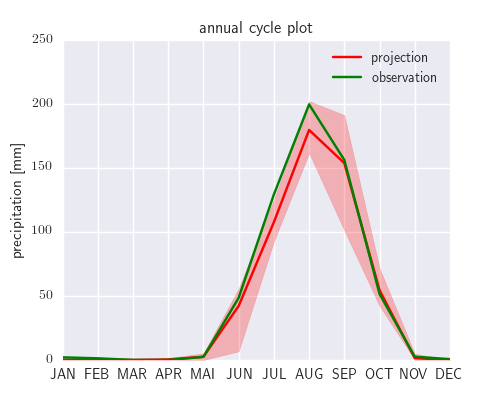 annual cycle plot
250
200
150
100
50
0
precipitation [mm]
projection
observation
JAN FEB MAR APR MAI JUN JUL AUG SEP OCT NOV DEC